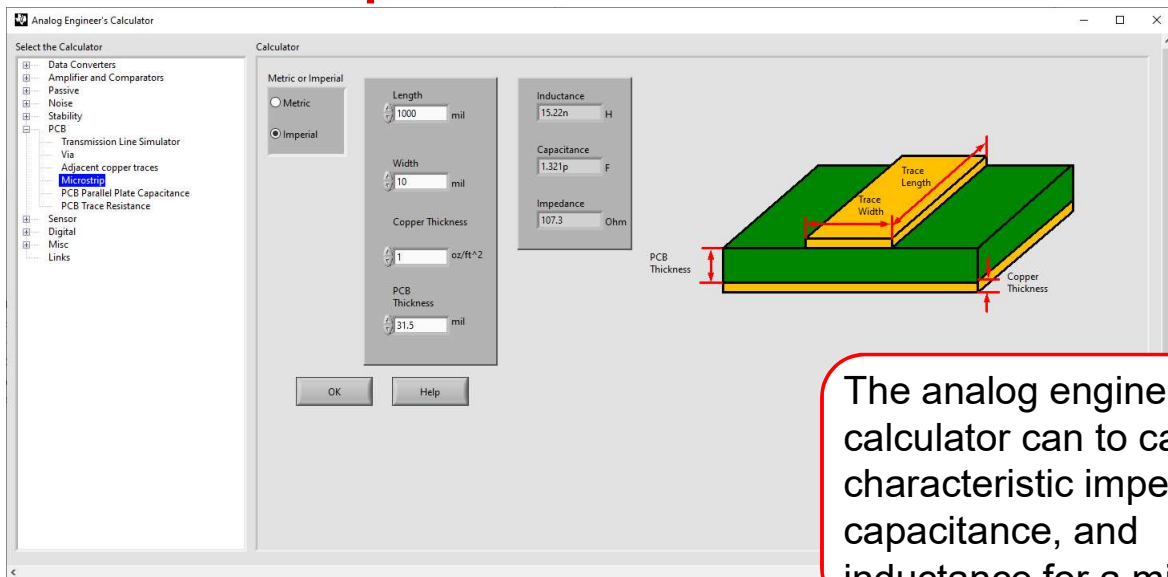 Analog Engineer's Calculator
Select the Calculator
Data Converters
Amplifier and Comparators
Passive
Noise
Stability
PCB
Transmission Line Simulator
Via
Adjacent copper traces
Microstrip
PCB Parallel Plate Capacitance
PCB Trace Resistance
Sensor
Digital
Misc
Links
Calculator
Metric or Imperial
Metric
Imperial
Length
1000 mil
Width
10 mil
Copper Thickness
1 oz/ft^2
PCB
Thickness
31.5 mil
OK Help
Inductance
15.22n H
Capacitance
1.321p F
Impedance
107.3 Ohm
Trace
Length
Trace
Width
PCB
Thickness
Copper
Thickness
The analog engine
calculator can to ca
characteristic impe
capacitance, and
inductance for a mi